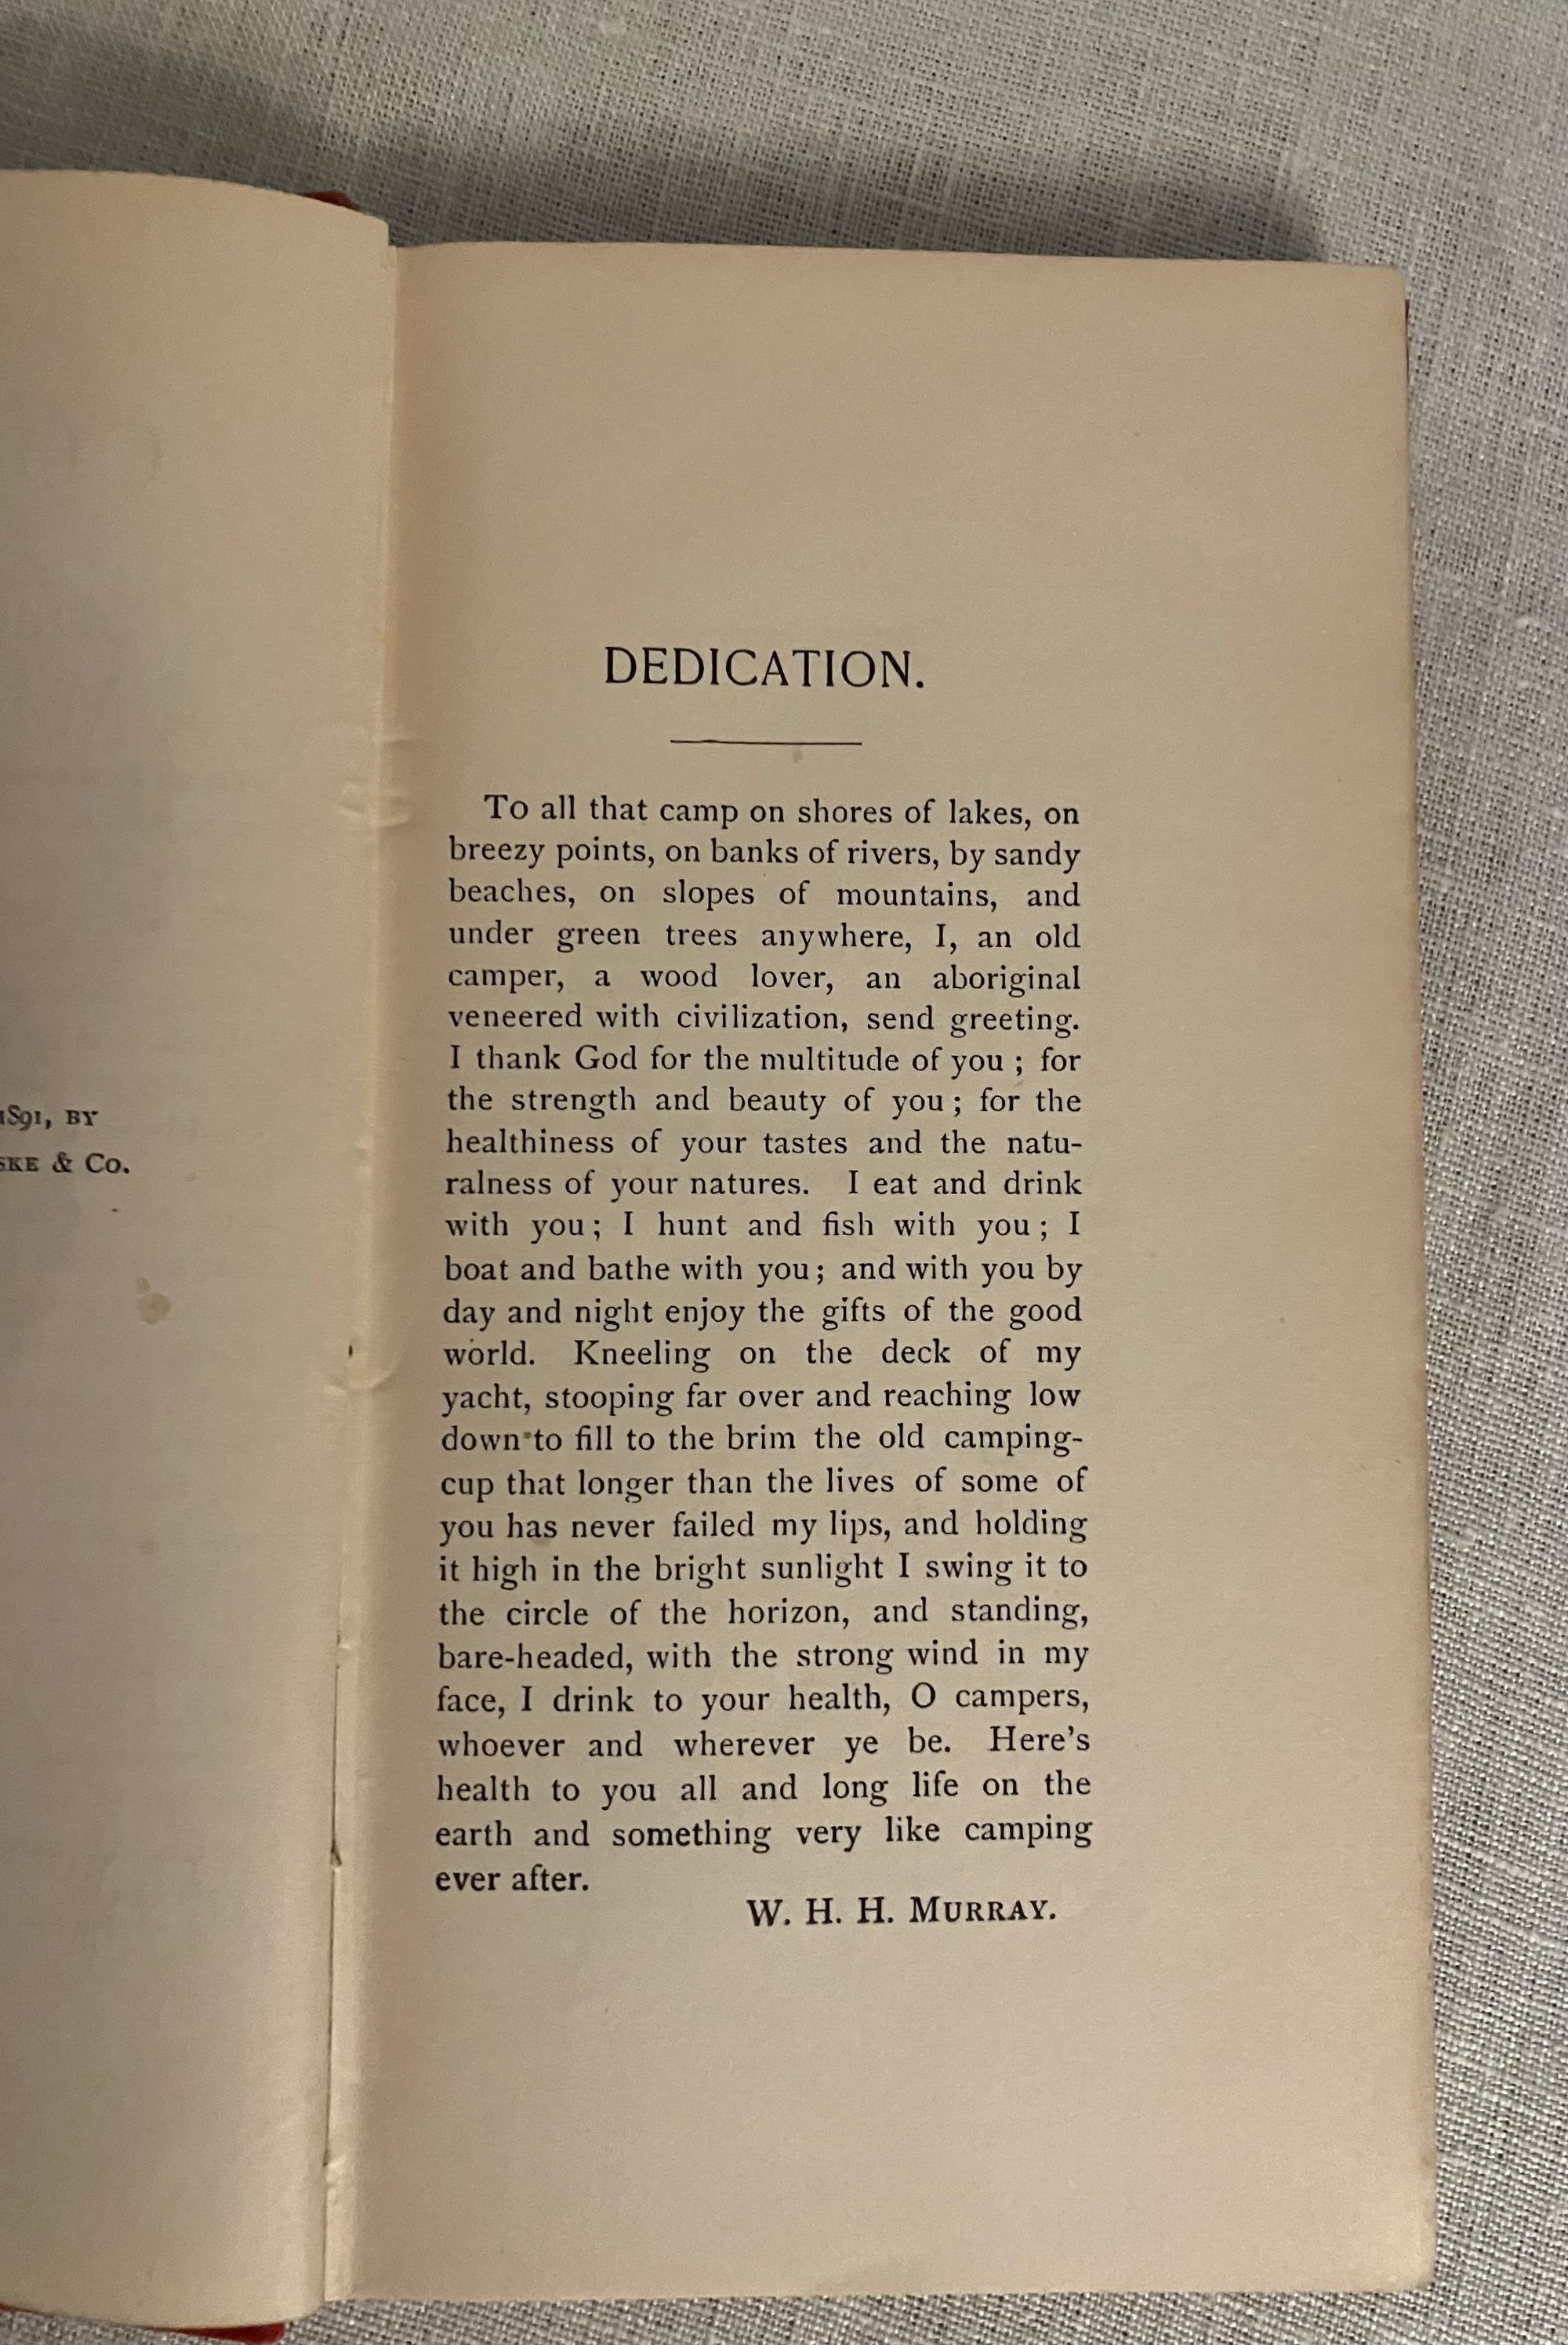 1891, BY
SKE & CO.
DEDICATION.
To all that camp on shores of lakes, on
breezy points, on banks of rivers, by sandy
beaches, on slopes of mountains, and
under green trees anywhere, I, an old
camper, a wood lover, an aboriginal
veneered with civilization, send greeting.
I thank God for the multitude of you ; for
the strength and beauty of you ; for the
healthiness of your tastes and the natu-
ralness of your natures. I eat and drink
with you ; I hunt and fish with you ; I
boat and bathe with you ; and with you by
day and night enjoy the gifts of the good
world. Kneeling on the deck of my
yacht, stooping far over and reaching low
down to fill to the brim the old camping-
cup that longer than the lives of some of
you has never failed my lips, and holding
it high in the bright sunlight I swing it to
the circle of the horizon, and standing,
bare-headed, with the strong wind in my
face, I drink to your health, O campers,
whoever and wherever ye be. Here's
health to you all and long life on the
earth and something very like camping
ever after.
W. H. H. MURRAY.